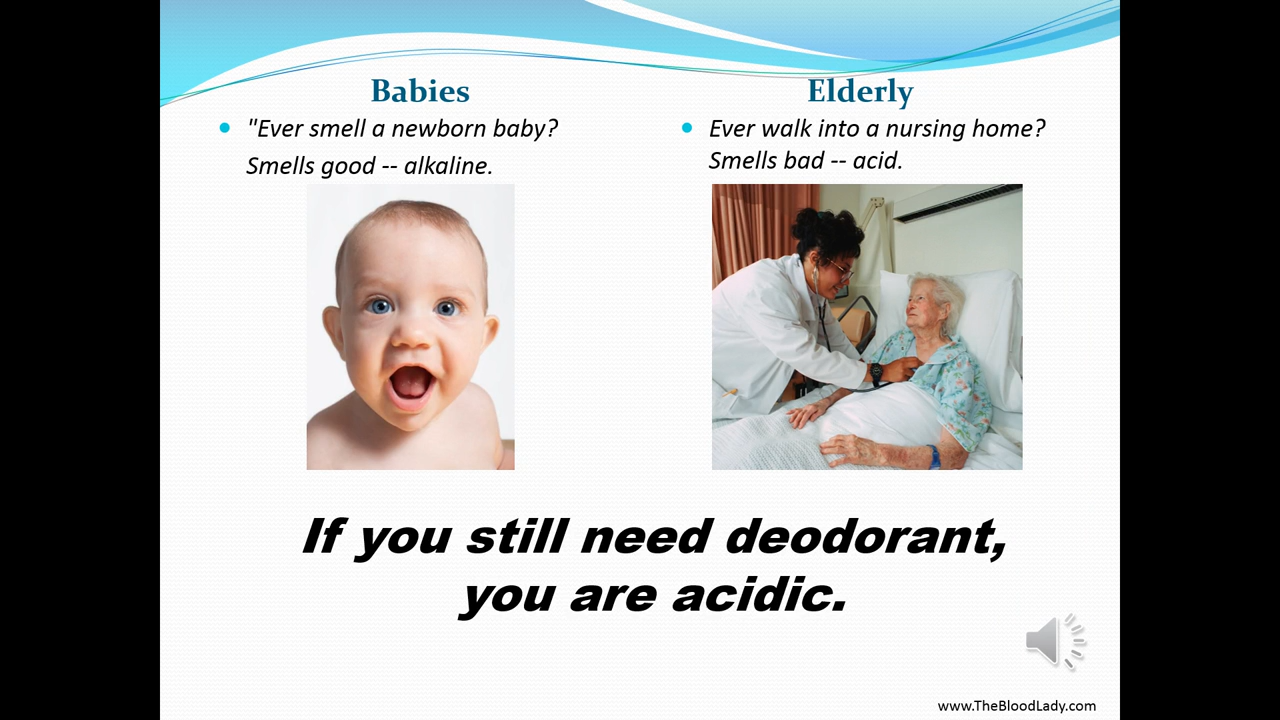 Babies
"Ever smell a newborn baby?
Smells good -- alkaline.
Elderly
Ever walk into a nursing home?
Smells bad -- acid.
If you still need deodorant,
you are acidic.
www.TheBloodLady.com